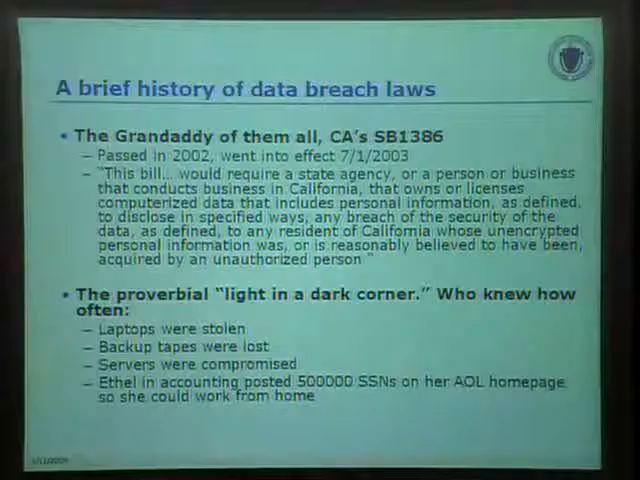 A brief history of data breach laws
• The Grandaddy of them all, CA's SB1386
– Passed in 2002, went into effect 7/1/2003
– "This bill… would require a state agency, or a person or business
that conducts business in California, that owns or licenses
computerized data that includes personal information, as defined,
to disclose in specified ways, any breach of the security of the
data, as defined, to any resident of California whose unencrypted
personal information was, or is reasonably believed to have been,
acquired by an unauthorized person "
• The proverbial "light in a dark corner." Who knew how
often:
– Laptops were stolen
– Backup tapes were lost
– Servers were compromised
– Ethel in accounting posted 500000 SSNs on her AOL homepage
so she could work from home